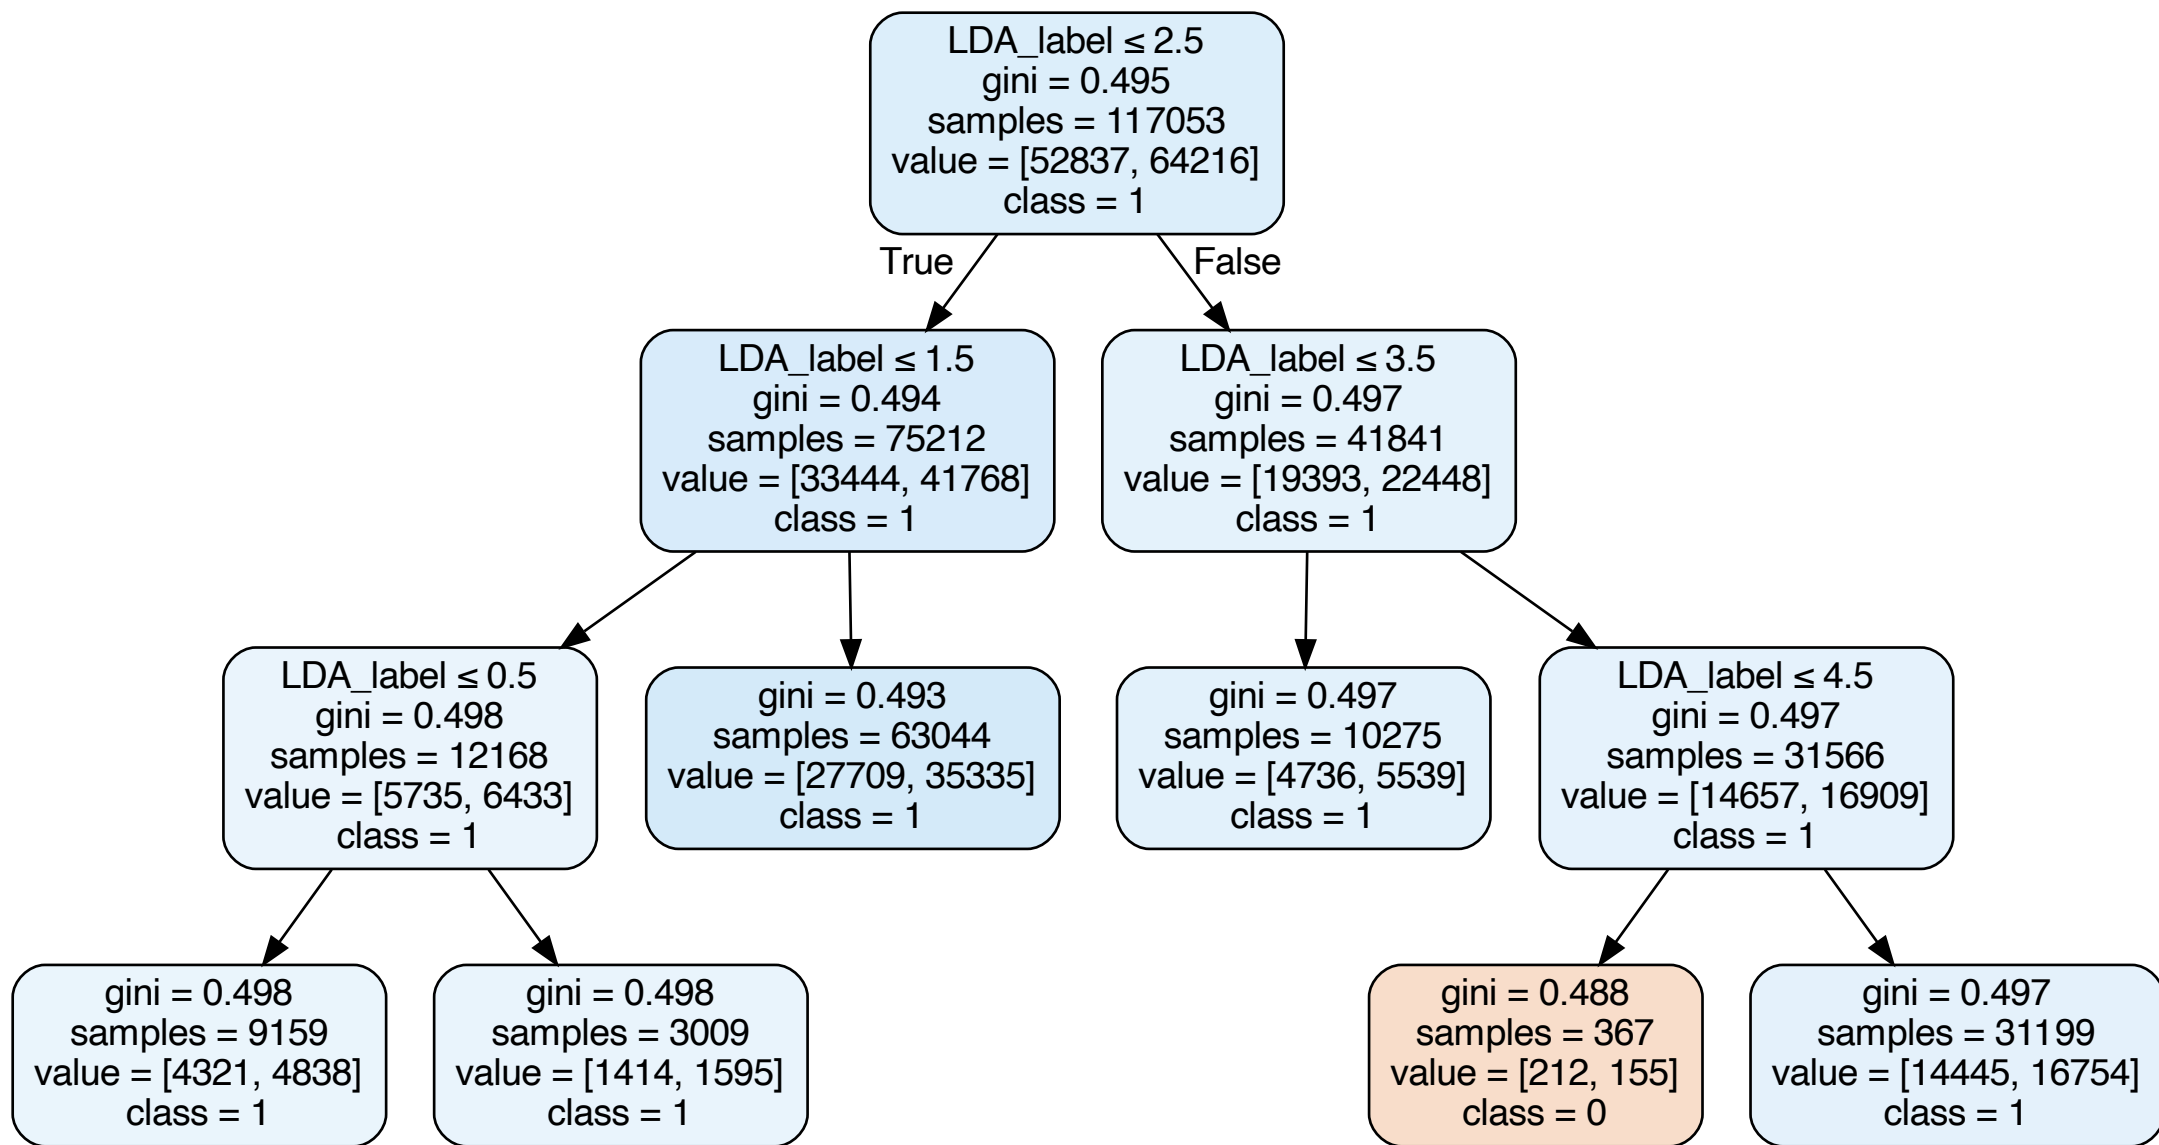 LDA_label ≤ 2.5
gini = 0.495
samples = 117053
value = [52837, 64216]
class = 1
True
False
LDA_label ≤ 1.5
gini = 0.494
samples = 75212
value = [33444, 41768]
class = 1
LDA_label ≤ 3.5
gini = 0.497
samples = 41841
value = [19393, 22448]
class = 1
LDA_label ≤ 0.5
gini = 0.498
samples = 12168
value = [5735, 6433]
class = 1
gini = 0.493
samples = 63044
value = [27709, 35335]
class = 1
gini = 0.497
samples = 10275
value = [4736, 5539]
class = 1
LDA_label ≤ 4.5
gini = 0.497
samples = 31566
value = [14657, 16909]
class = 1
gini = 0.498
samples = 9159
value = [4321, 4838]
class = 1
gini = 0.498
samples = 3009
value = [1414, 1595]
class = 1
gini = 0.488
samples = 367
value = [212, 155]
class = 0
gini = 0.497
samples = 31199
value = [14445, 16754]
class = 1